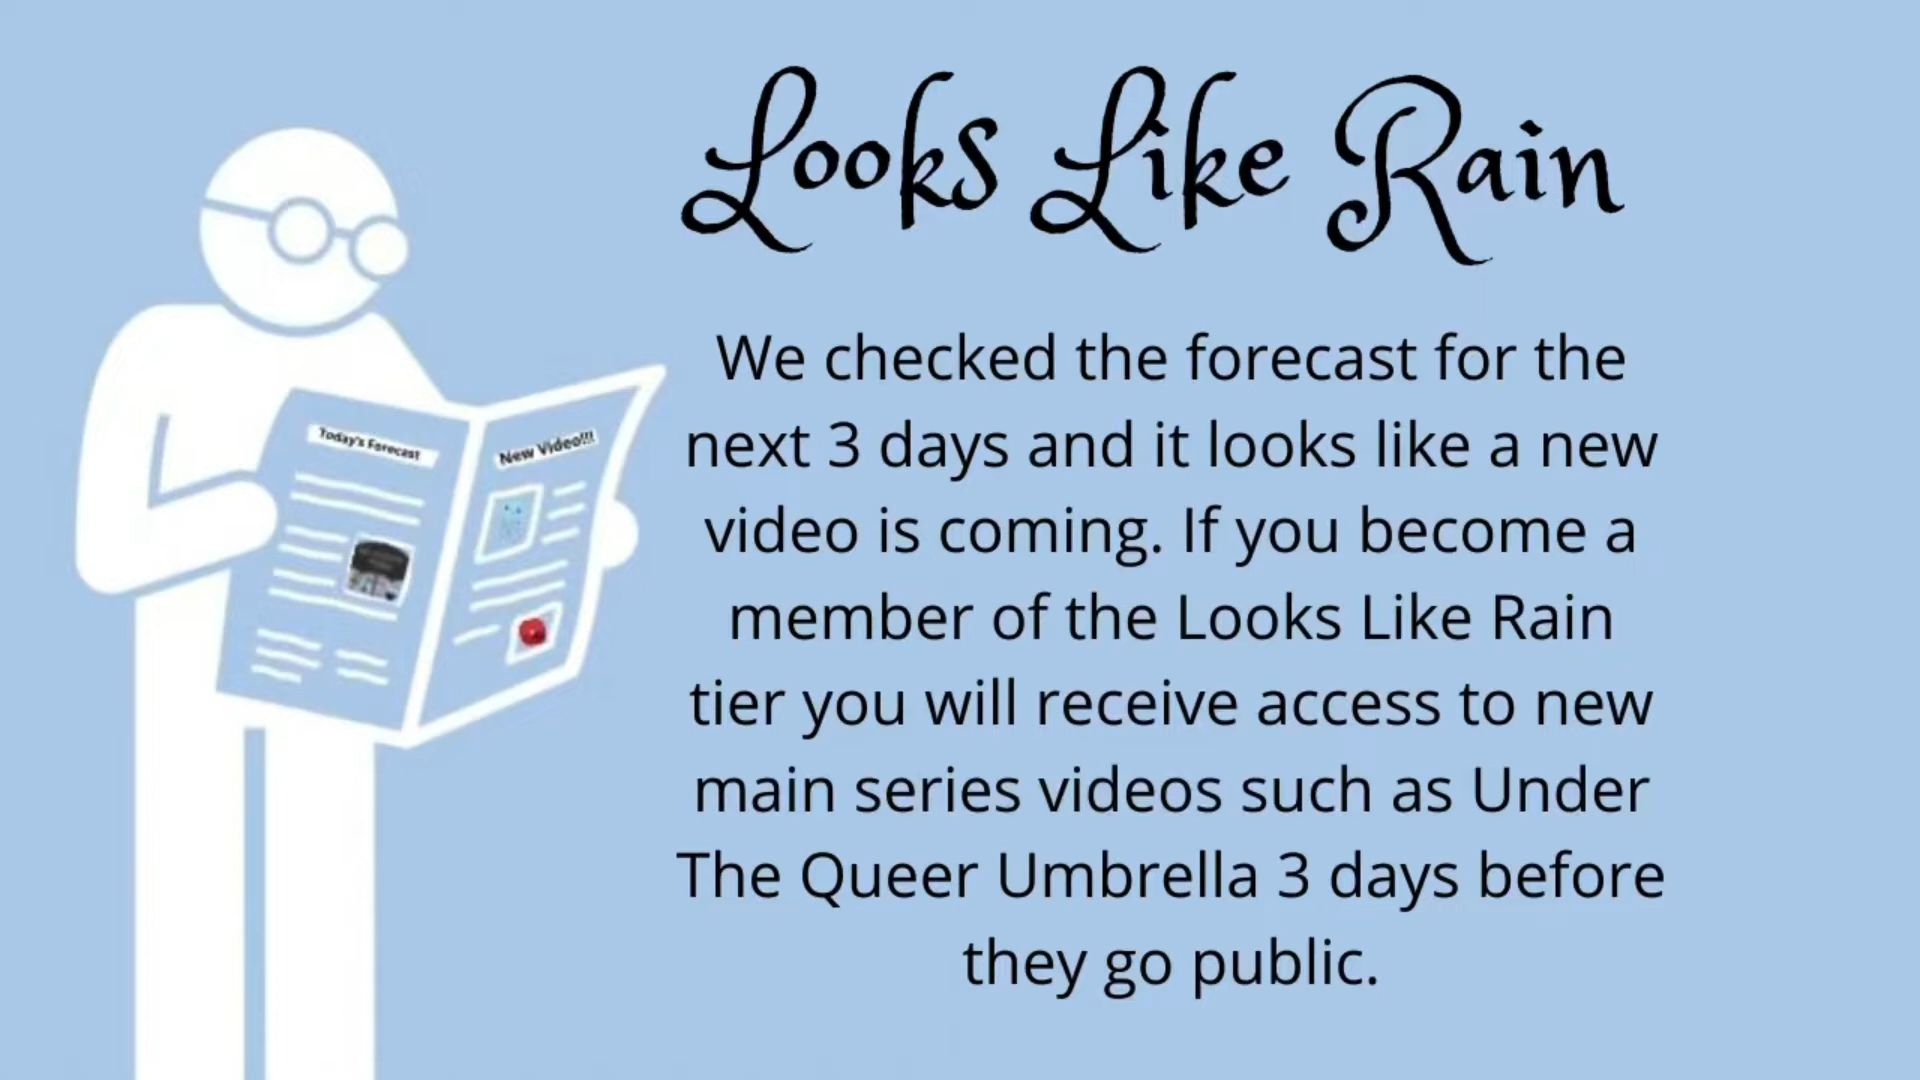 Looks Like Rain
We checked the forecast for the
next 3 days and it looks like a new
video is coming. If you become a
member of the Looks Like Rain
tier you will receive access to new
main series videos such as Under
The Queer Umbrella 3 days before
they go public.
Today's Forecast
New Video!!!